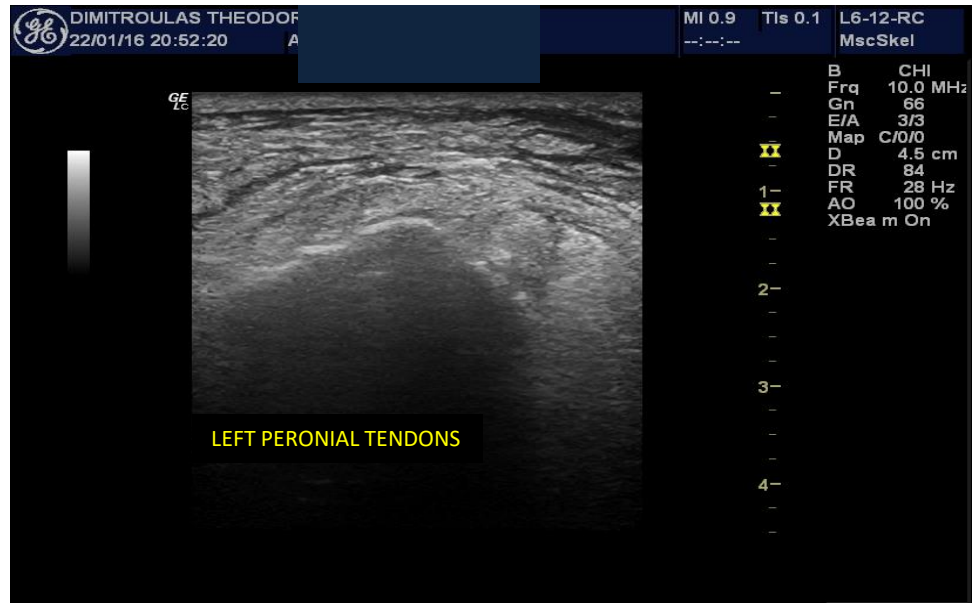 DIMITROULAS THEODOR
22/01/16 20:52:20 A
MI 0.9 TIs 0.1 L6-12-RC
--:--:-- MscSkel
GE
LC
B CHI
Frq 10.0 MHz
Gn 66
E/A 3/3
Map C/0/0
D 4.5 cm
DR 84
FR 28 Hz
AO 100 %
XBea m On
1
2
3
4
LEFT PERONIAL TENDONS